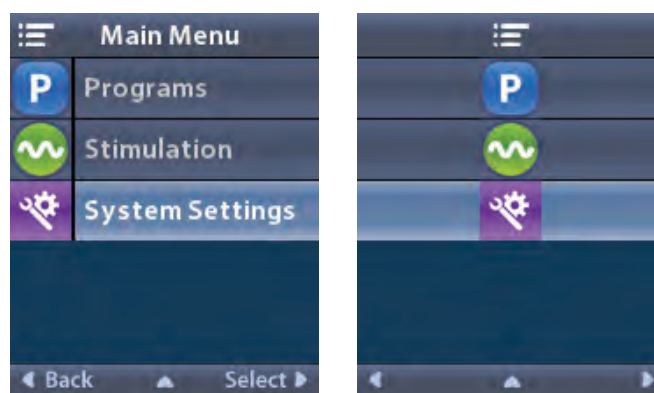 Main Menu
P Programs
Stimulation
System Settings
Back Select
P